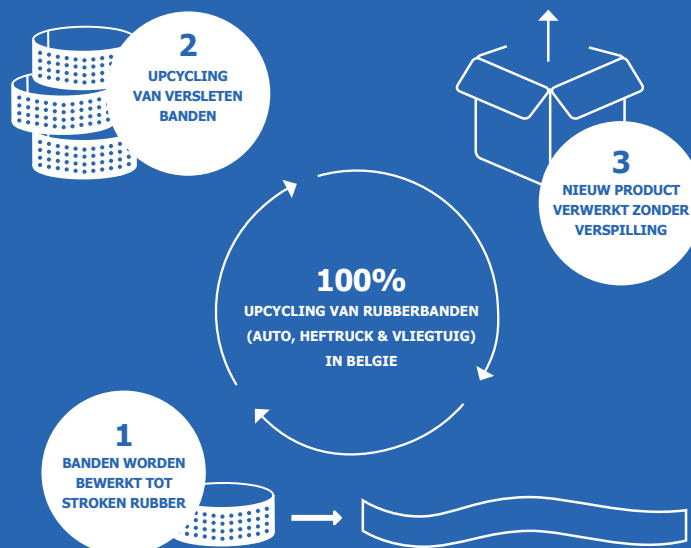 2
UPCYCLING
VAN VERSLETEN
BANDEN
3
NIEUW PRODUCT
VERWERKT ZONDER
VERSPILLING
100%
UPCYCLING VAN RUBBERBANDEN
(AUTO, HEFTRUCK & VLIEGTUIG)
IN BELGIE
1
BANDEN WORDEN
BEWERKT TOT
STROKEN RUBBER